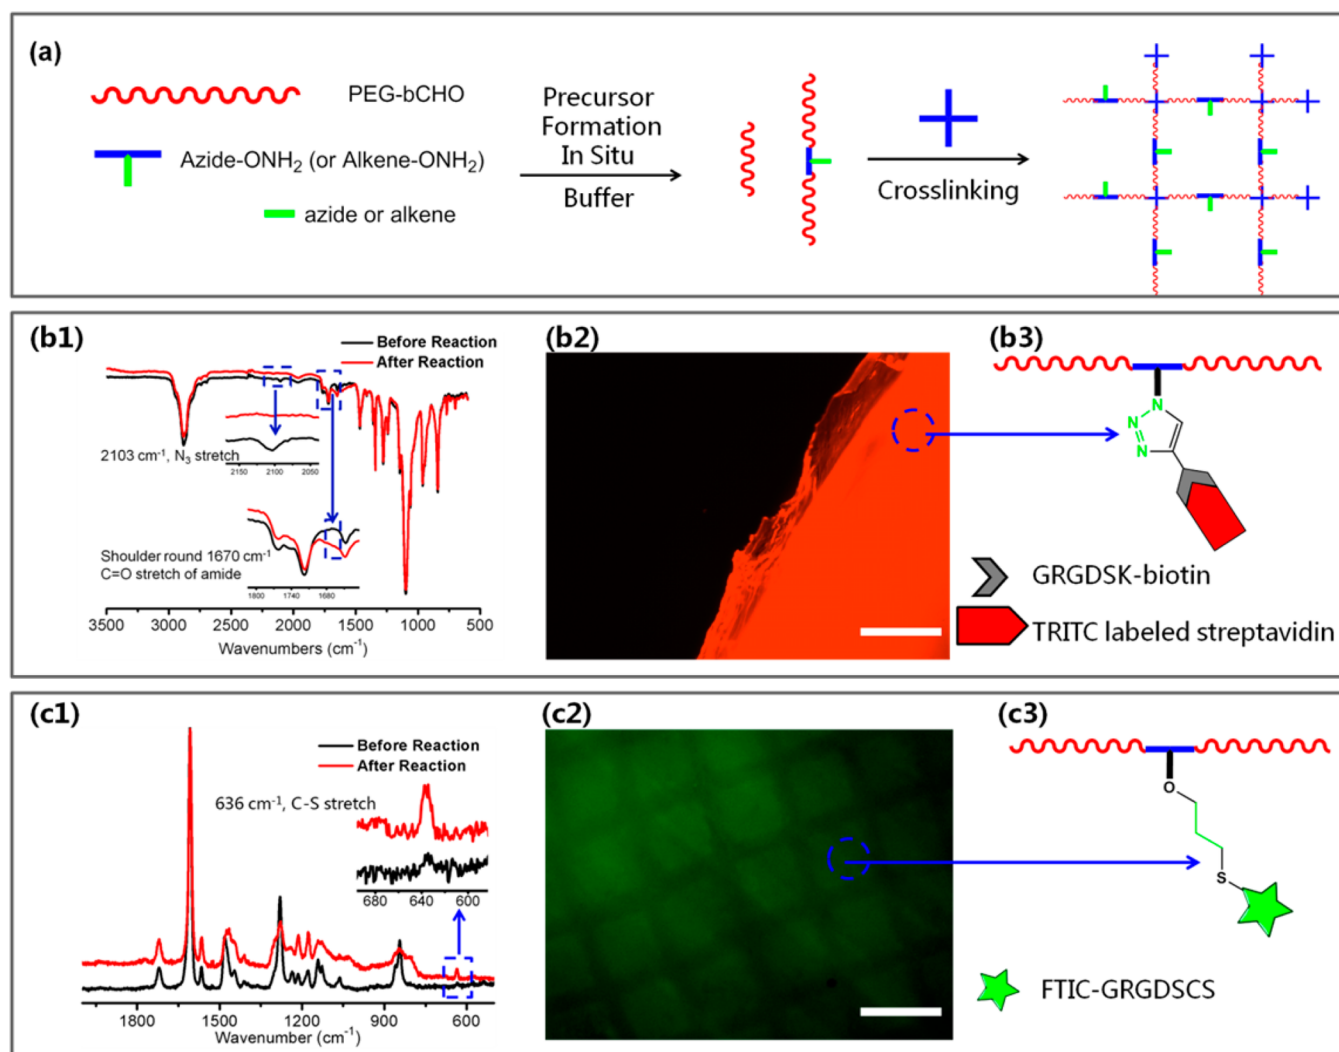 (a)
PEG-bCHO
Azide-ONH₂ (or Alkene-ONH₂)
azide or alkene
Precursor
Formation
In Situ
Buffer
Crosslinking
(b1)
Before Reaction
After Reaction
2103 cm⁻¹, N₃ stretch
2150 2100 2050
Shoulder round 1670 cm⁻¹
C=O stretch of amide
1800 1740 1680
3500 3000 2500 2000 1500 1000 500
Wavenumbers (cm⁻¹)
(b2)
(b3)
N
N
N
GRGDSK-biotin
TRITC labeled streptavidin
(c1)
Before Reaction
After Reaction
636 cm⁻¹, C-S stretch
680 640 600
1800 1500 1200 900 600
Wavenumber (cm⁻¹)
(c2)
(c3)
O
S
FTIC-GRGDSCS